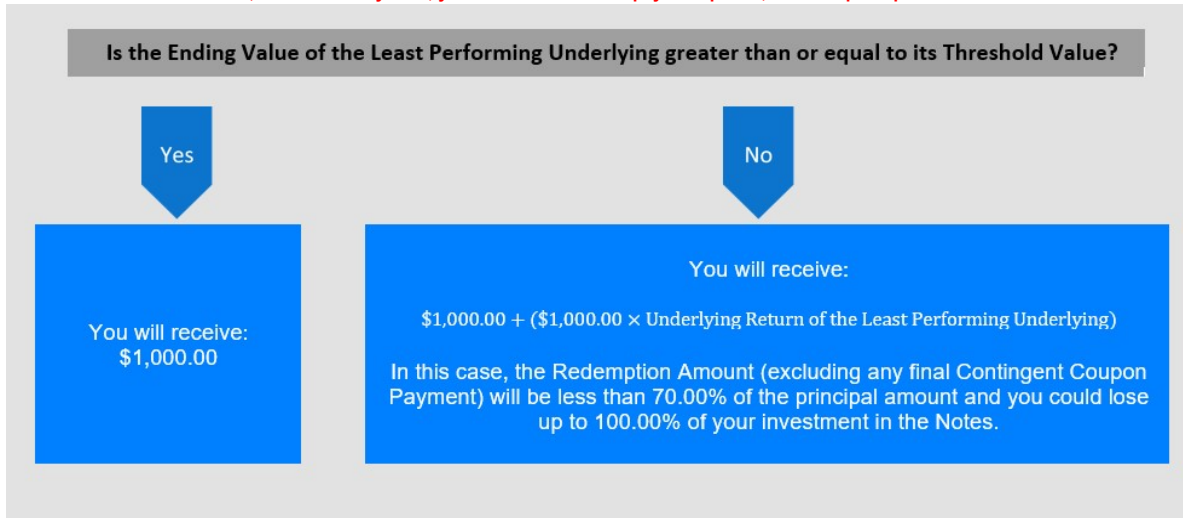 Is the Ending Value of the Least Performing Underlying greater than or equal to its Threshold Value?
Yes
No
You will receive:
$1,000.00
You will receive:
$1,000.00 + ($1,000.00 × Underlying Return of the Least Performing Underlying)
In this case, the Redemption Amount (excluding any final Contingent Coupon
Payment) will be less than 70.00% of the principal amount and you could lose
up to 100.00% of your investment in the Notes.